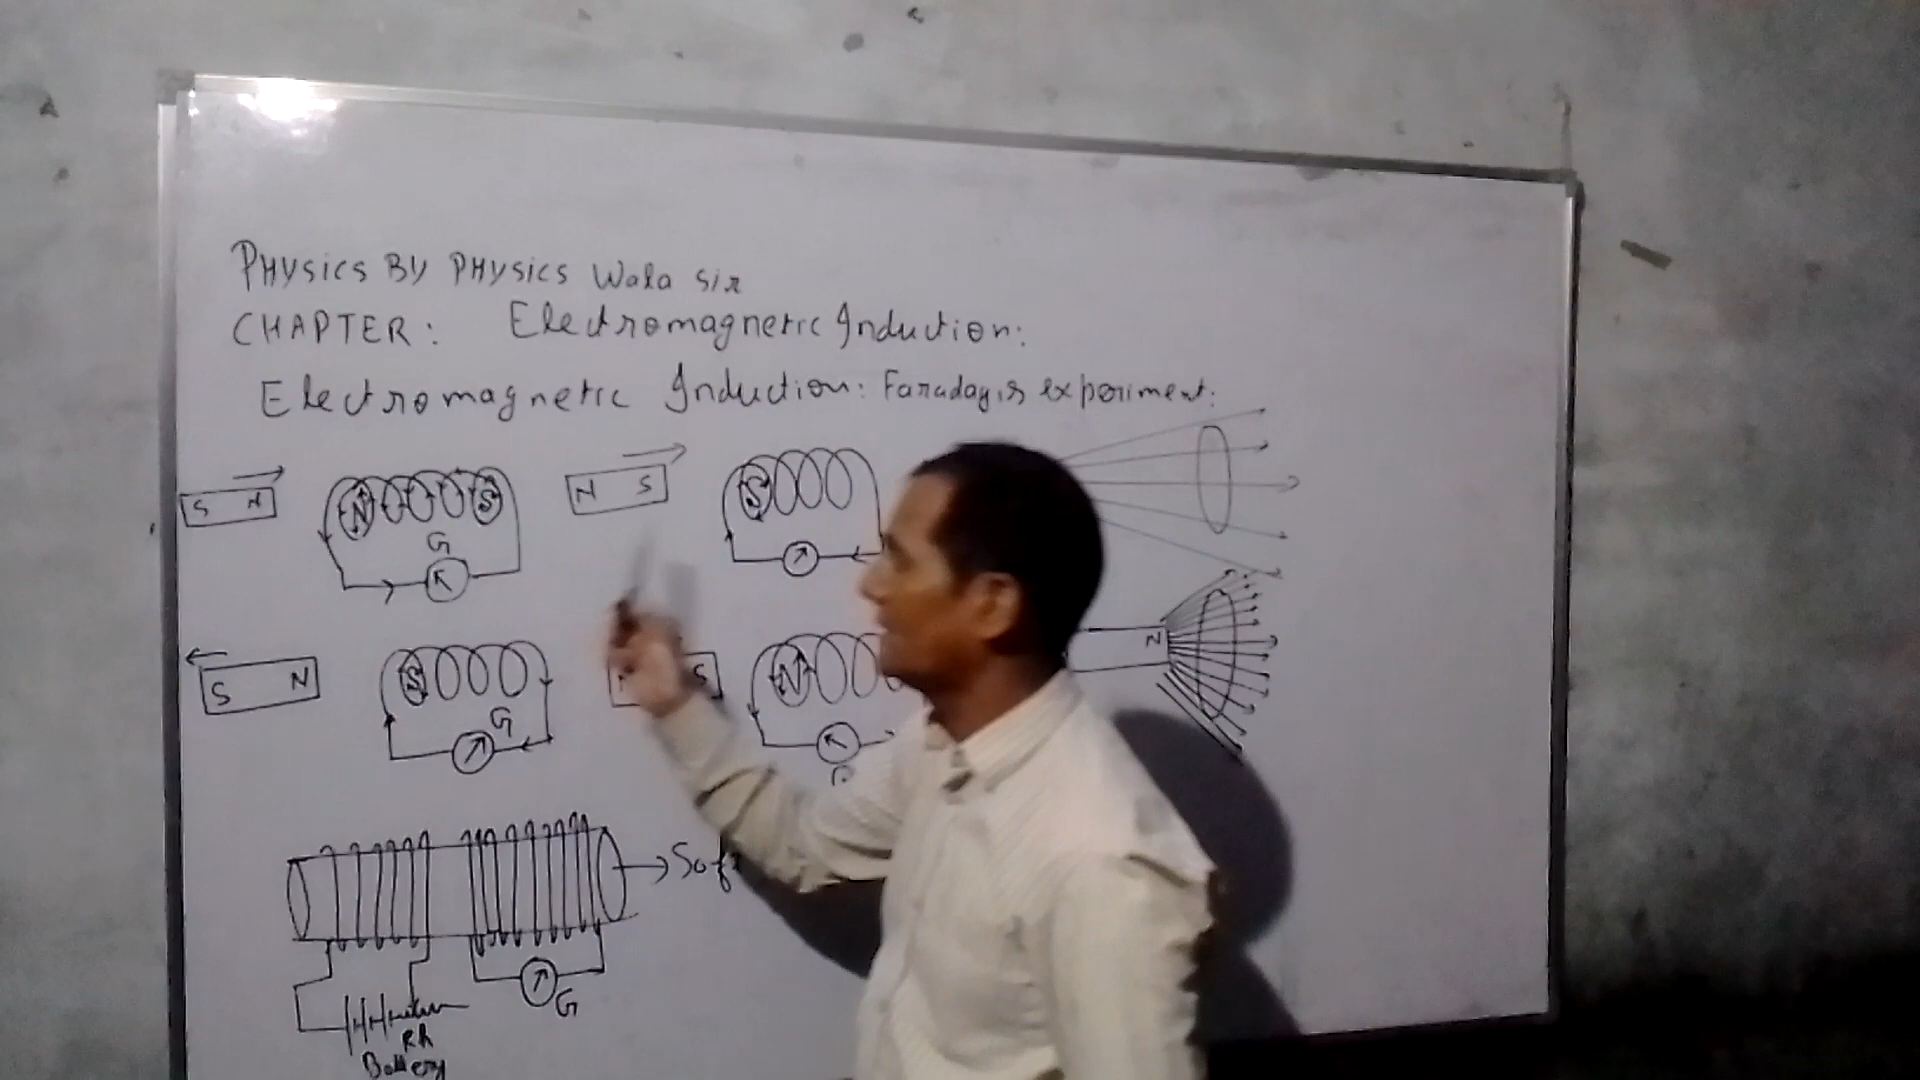 PHYSICS BY PHYSICS Wala Sir
CHAPTER: Electromagnetic Induction:
Electromagnetic Induction: Faraday's experiment:
S N
N
S
G
N S
S
S N
S
G
S
N
N
Soft
G
Rh
Battery